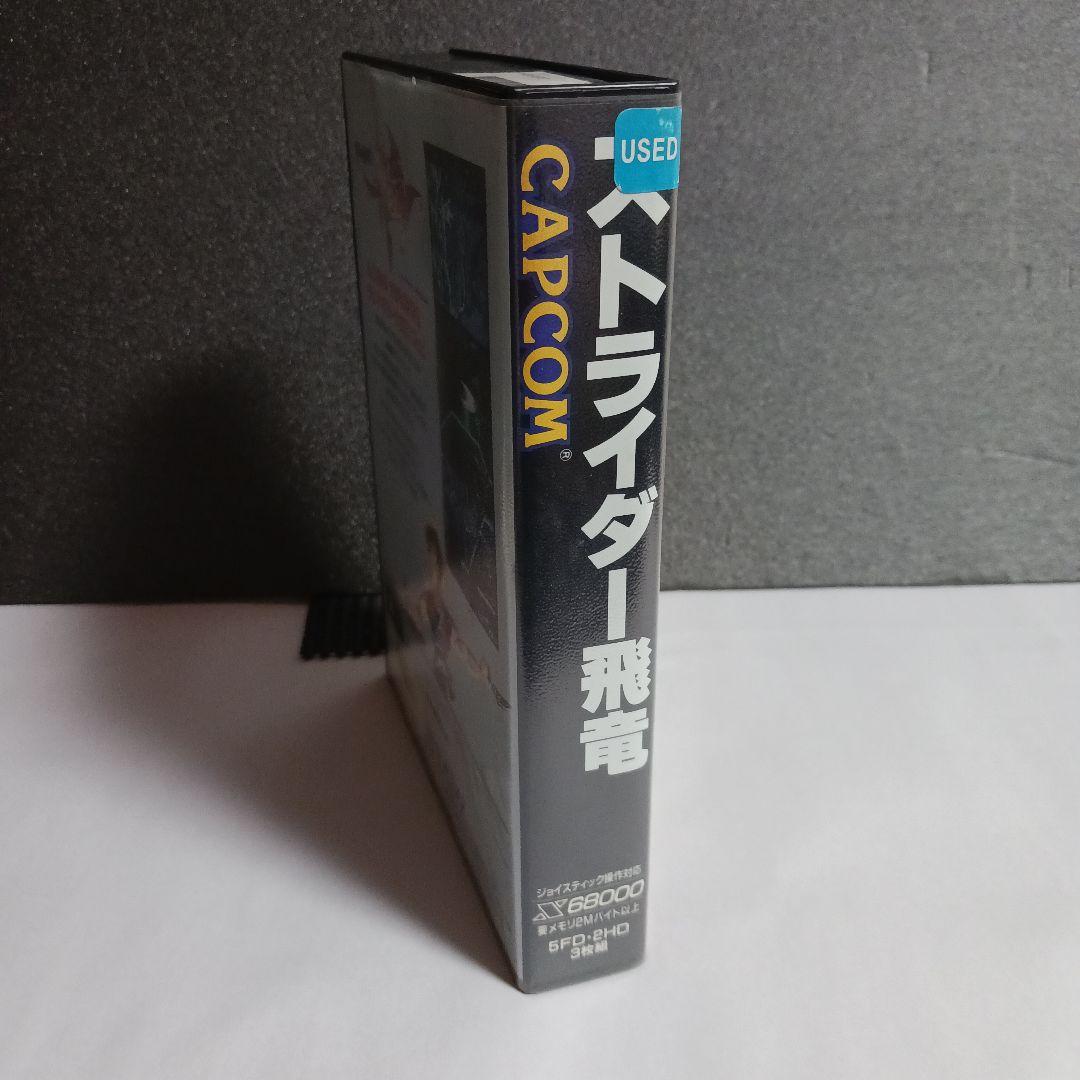 USED
ストライダー飛竜
CAPCOM®
ジョイスティック操作対応
X68000
要メモリ2Mバイト以上
5FD・2HD
3枚組